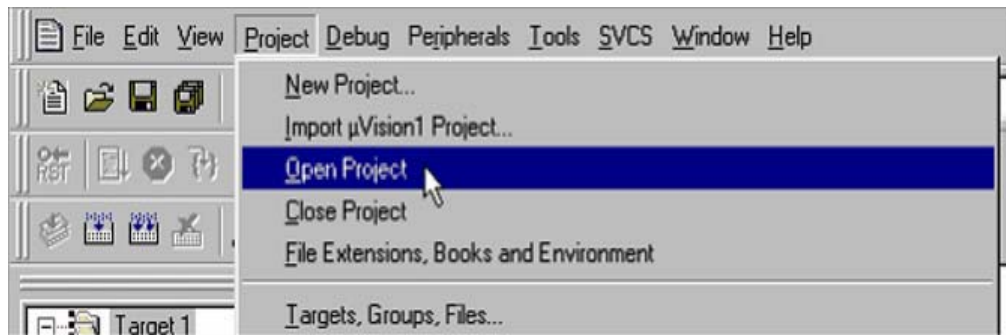 File Edit View Project Debug Peripherals Tools SVCS Window Help
New Project...
Import µVision1 Project...
RST
Open Project
Close Project
File Extensions, Books and Environment
Target 1
Targets, Groups, Files...